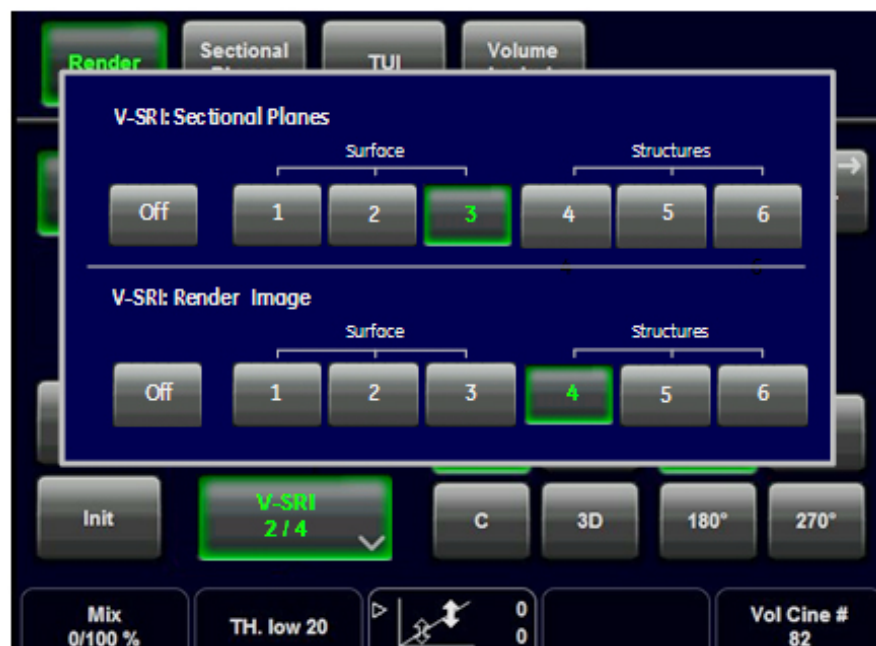 Render
Sectional
TUI
Volume
V-SRI: Sectional Planes
Surface
Structures
Off
1
2
3
4
5
6
V-SRI: Render Image
Surface
Structures
Off
1
2
3
4
5
6
Init
V-SRI
2 / 4
C
3D
180°
270°
Mix
0/100 %
TH. low 20
0
0
Vol Cine #
82